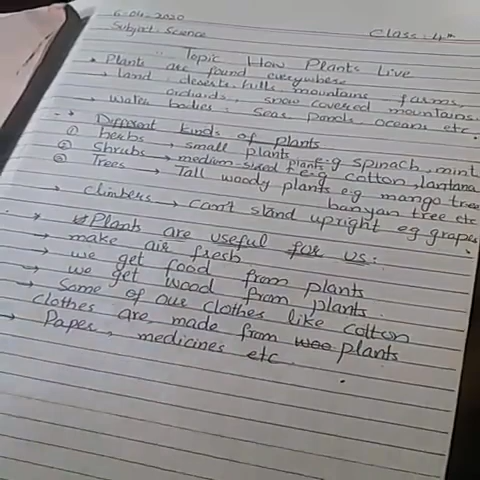 6-04-2020
Class: 4th
Subject: Science
Topic How Plants Live
Plants are found everywhere
→ land : deserts, hills, mountains, farms,
orchards, snow covered mountains.
→ Water bodies : Seas, ponds, oceans etc.
→ Different kinds of plants
① herbs → small plants e.g spinach, mint
② Shrubs → medium-sized plants e.g cotton, lantana
③ Trees → Tall woody plants e.g mango tree
banyan tree etc
→ climbers → can't stand upright eg grapes.
Plants are useful for us:
→ make air fresh
→ we get food from plants
→ we get wood from plants.
→ Some of our clothes like cotton
clothes are made from plants
→ Paper, medicines etc.